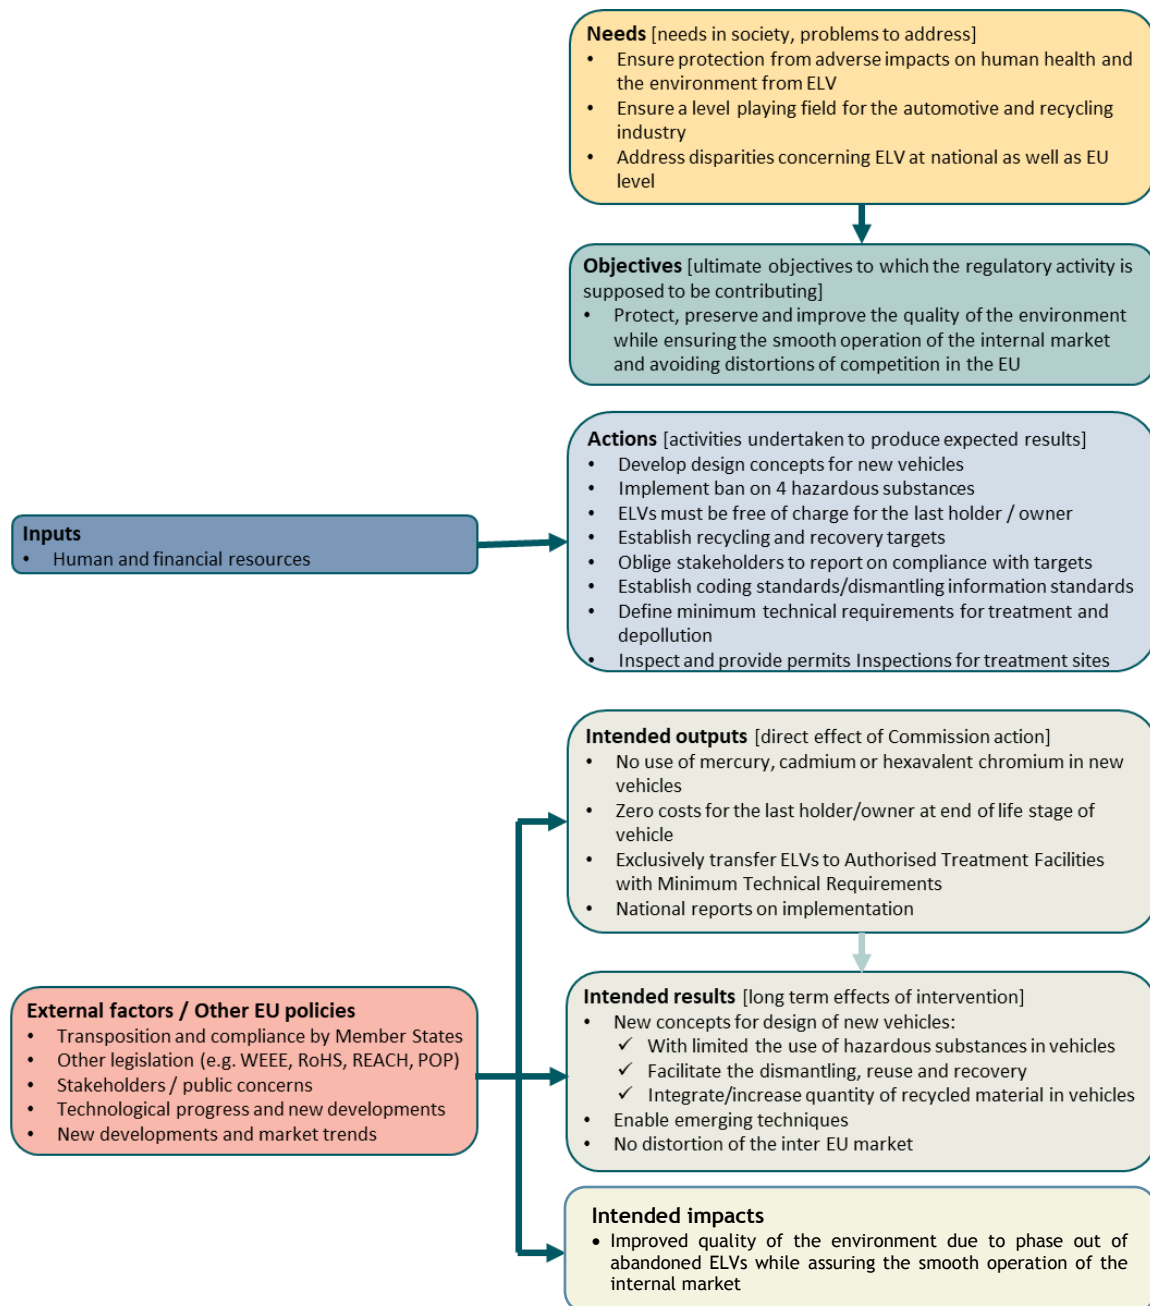 Needs [needs in society, problems to address]
• Ensure protection from adverse impacts on human health and
the environment from ELV
• Ensure a level playing field for the automotive and recycling
industry
• Address disparities concerning ELV at national as well as EU
level
Objectives [ultimate objectives to which the regulatory activity is
supposed to be contributing]
• Protect, preserve and improve the quality of the environment
while ensuring the smooth operation of the internal market
and avoiding distortions of competition in the EU
Inputs
• Human and financial resources
Actions [activities undertaken to produce expected results]
• Develop design concepts for new vehicles
• Implement ban on 4 hazardous substances
• ELVs must be free of charge for the last holder / owner
• Establish recycling and recovery targets
• Oblige stakeholders to report on compliance with targets
• Establish coding standards/dismantling information standards
• Define minimum technical requirements for treatment and
depollution
• Inspect and provide permits Inspections for treatment sites
Intended outputs [direct effect of Commission action]
• No use of mercury, cadmium or hexavalent chromium in new
vehicles
• Zero costs for the last holder/owner at end of life stage of
vehicle
• Exclusively transfer ELVs to Authorised Treatment Facilities
with Minimum Technical Requirements
• National reports on implementation
External factors / Other EU policies
• Transposition and compliance by Member States
• Other legislation (e.g. WEEE, RoHS, REACH, POP)
• Stakeholders / public concerns
• Technological progress and new developments
• New developments and market trends
Intended results [long term effects of intervention]
• New concepts for design of new vehicles:
✓ With limited the use of hazardous substances in vehicles
✓ Facilitate the dismantling, reuse and recovery
✓ Integrate/increase quantity of recycled material in vehicles
• Enable emerging techniques
• No distortion of the inter EU market
Intended impacts
• Improved quality of the environment due to phase out of
abandoned ELVs while assuring the smooth operation of the
internal market